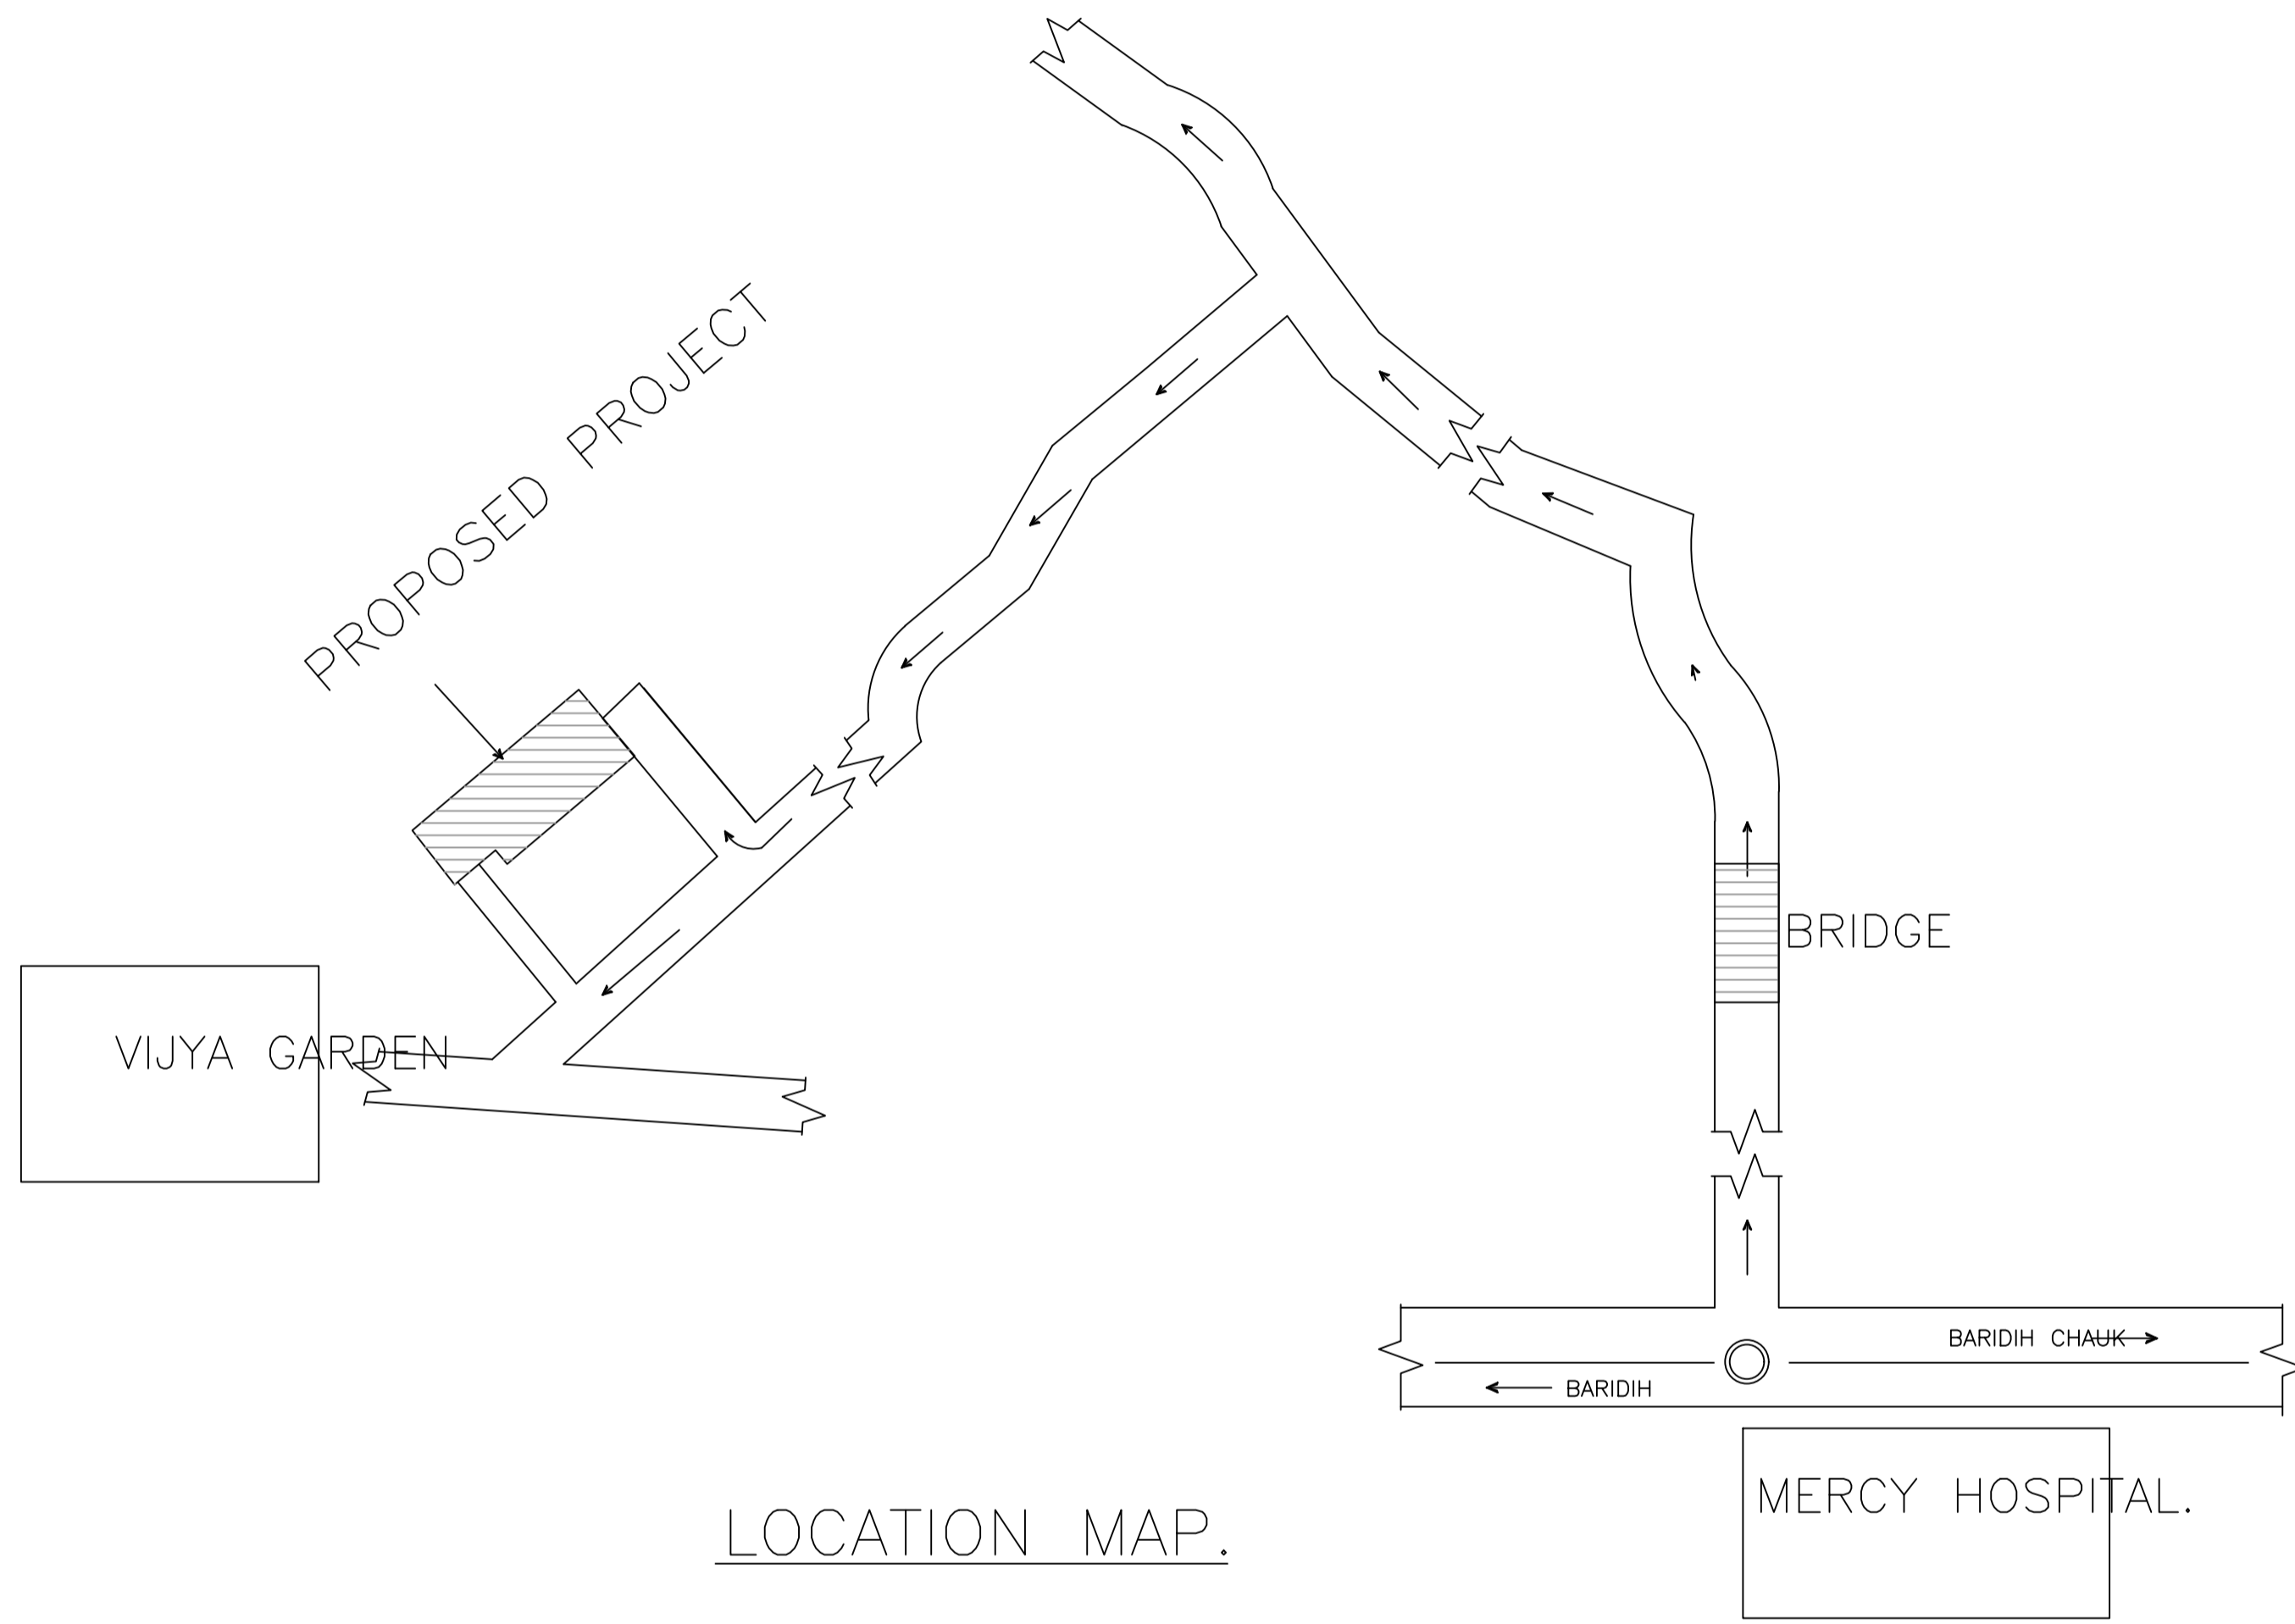 PROPOSED PROJECT
BRIDGE
VIJYA GARDEN
BARIDIH CHAUK
BARIDIH
MERCY HOSPITAL.
LOCATION MAP.